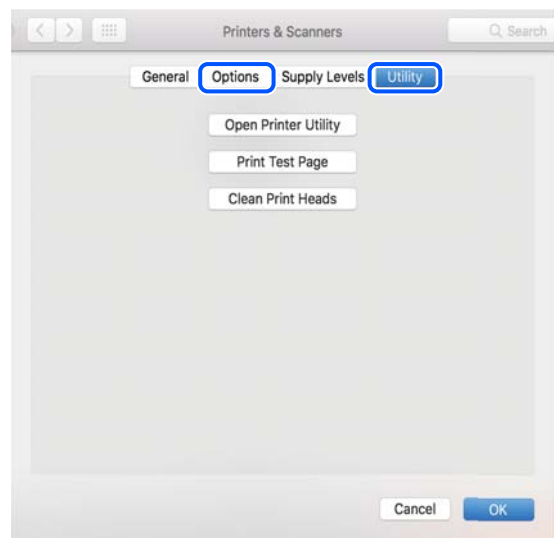 Printers & Scanners Search
General Options Supply Levels Utility
Open Printer Utility
Print Test Page
Clean Print Heads
Cancel OK